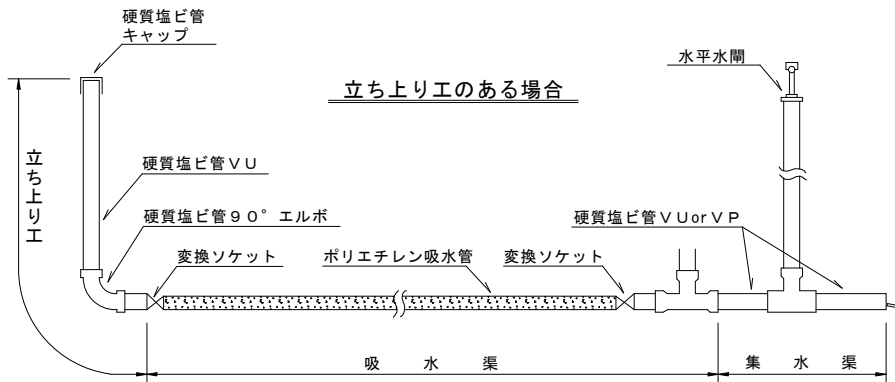 硬質塩ビ管
キャップ
立ち上り工のある場合
水平水閘
立ち上り工
硬質塩ビ管ＶＵ
硬質塩ビ管９０°エルボ
硬質塩ビ管ＶＵorＶＰ
変換ソケット
ポリエチレン吸水管
変換ソケット
吸水渠
集水渠